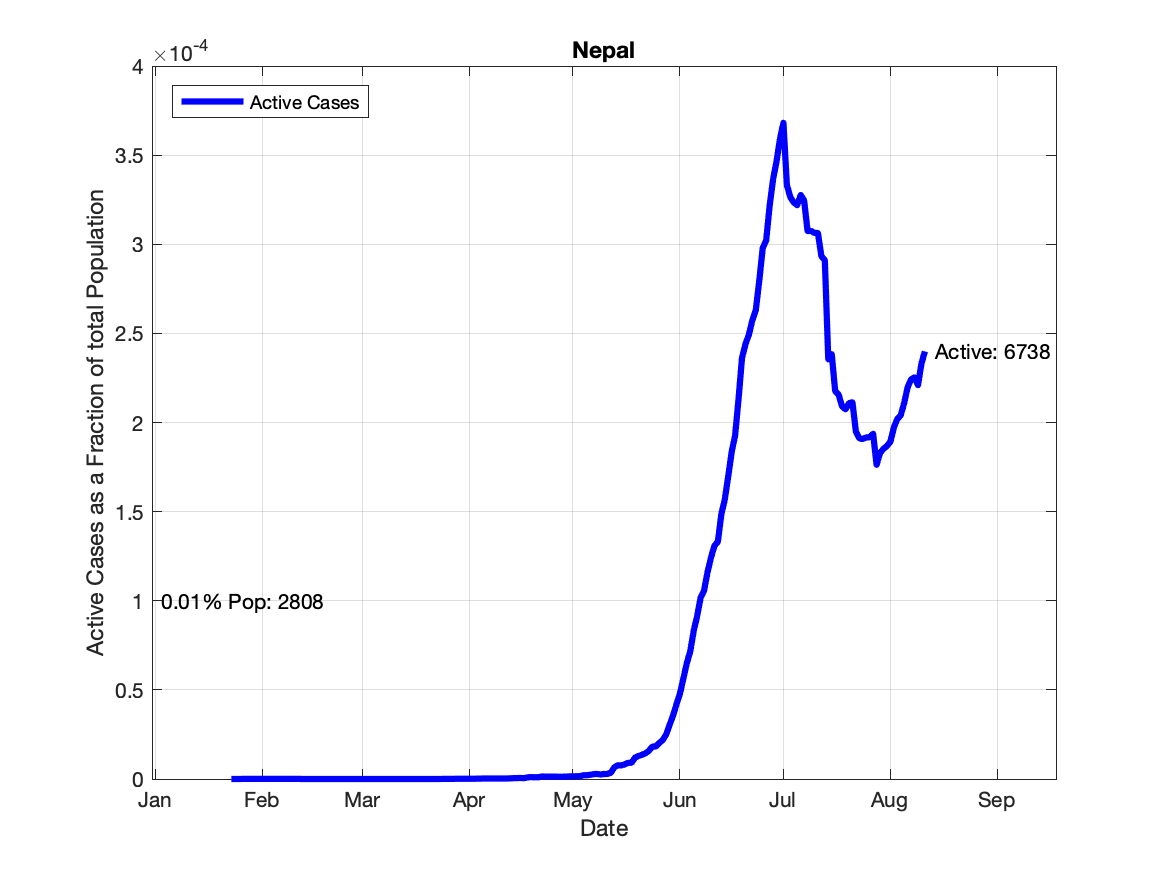 Nepal
×10⁻⁴
4
3.5
3
2.5
2
1.5
1
0.5
0
Active Cases as a Fraction of total Population
Active Cases
Active: 6738
0.01% Pop: 2808
Jan Feb Mar Apr May Jun Jul Aug Sep
Date